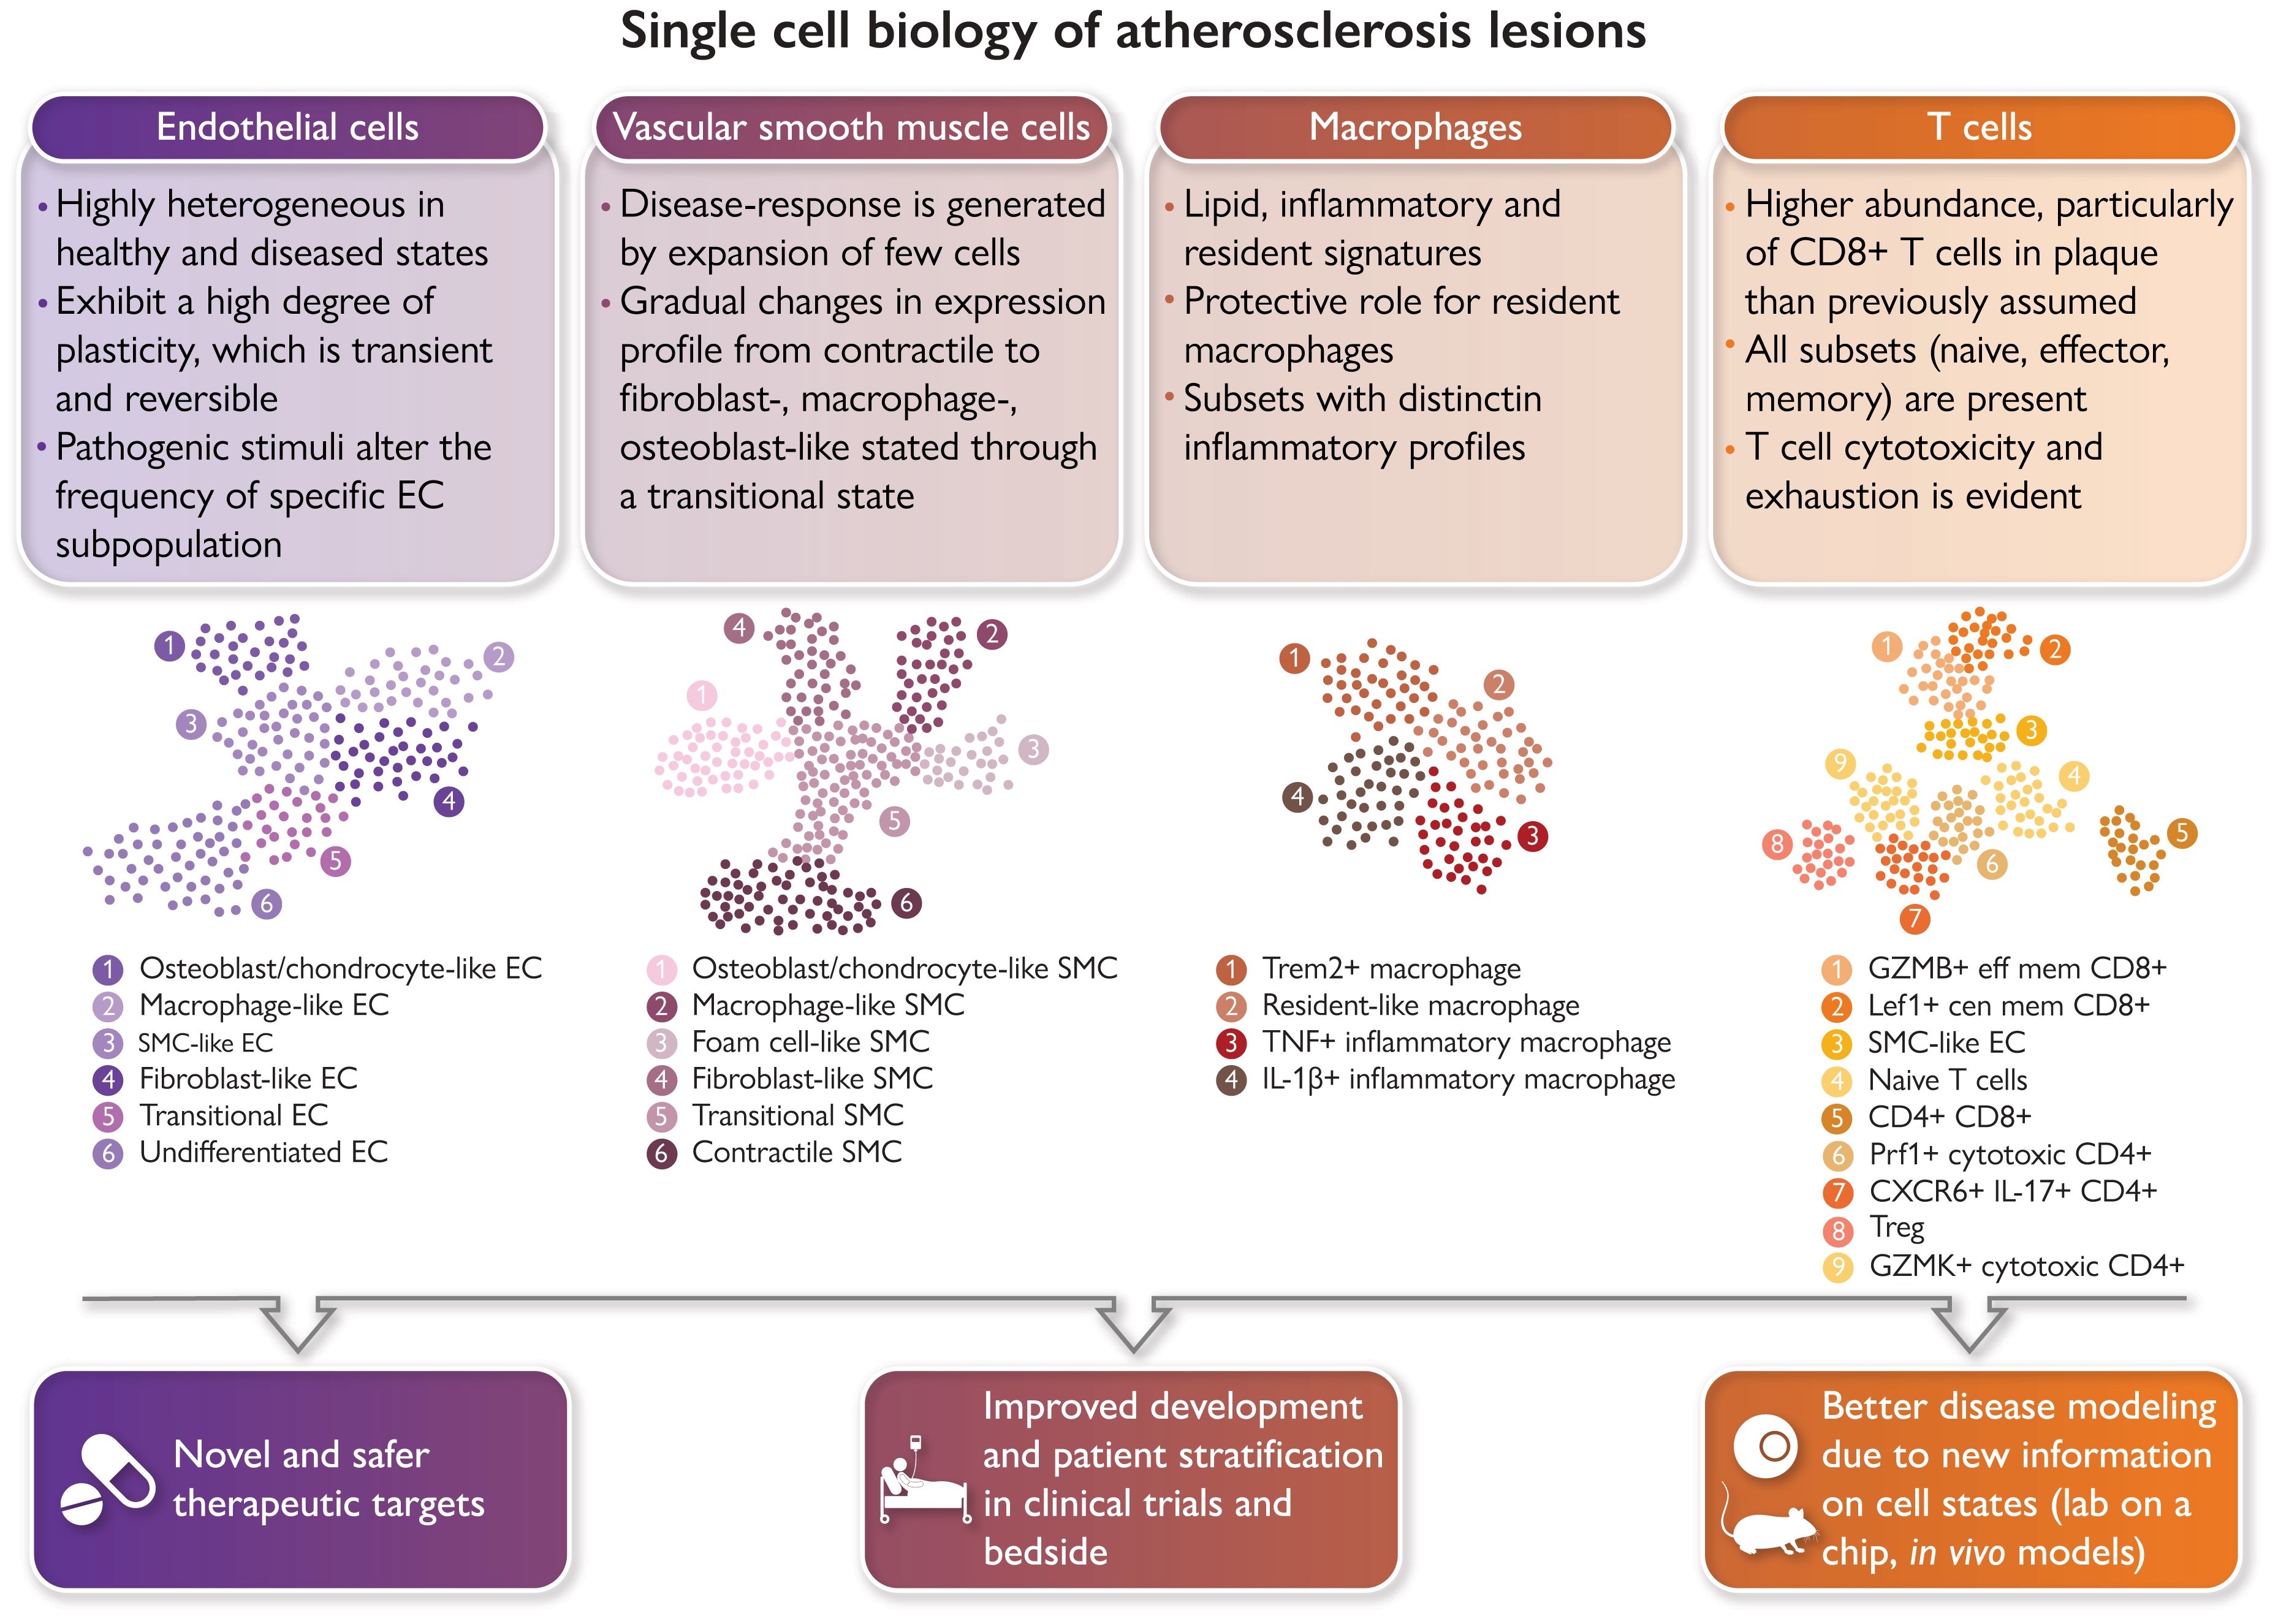 Single cell biology of atherosclerosis lesions
Endothelial cells
• Highly heterogeneous in
healthy and diseased states
• Exhibit a high degree of
plasticity, which is transient
and reversible
• Pathogenic stimuli alter the
frequency of specific EC
subpopulation
Vascular smooth muscle cells
• Disease-response is generated
by expansion of few cells
• Gradual changes in expression
profile from contractile to
fibroblast-, macrophage-,
osteoblast-like stated through
a transitional state
Macrophages
• Lipid, inflammatory and
resident signatures
• Protective role for resident
macrophages
• Subsets with distinctin
inflammatory profiles
T cells
• Higher abundance, particularly
of CD8+ T cells in plaque
than previously assumed
• All subsets (naive, effector,
memory) are present
• T cell cytotoxicity and
exhaustion is evident
1
2
3
4
5
6
4
2
1
3
5
6
1
2
4
3
1
2
3
9
4
5
8
6
7
1 Osteoblast/chondrocyte-like EC
2 Macrophage-like EC
3 SMC-like EC
4 Fibroblast-like EC
5 Transitional EC
6 Undifferentiated EC
1 Osteoblast/chondrocyte-like SMC
2 Macrophage-like SMC
3 Foam cell-like SMC
4 Fibroblast-like SMC
5 Transitional SMC
6 Contractile SMC
1 Trem2+ macrophage
2 Resident-like macrophage
3 TNF+ inflammatory macrophage
4 IL-1β+ inflammatory macrophage
1 GZMB+ eff mem CD8+
2 Lef1+ cen mem CD8+
3 SMC-like EC
4 Naive T cells
5 CD4+ CD8+
6 Prf1+ cytotoxic CD4+
7 CXCR6+ IL-17+ CD4+
8 Treg
9 GZMK+ cytotoxic CD4+
Novel and safer
therapeutic targets
Improved development
and patient stratification
in clinical trials and
bedside
Better disease modeling
due to new information
on cell states (lab on a
chip, in vivo models)